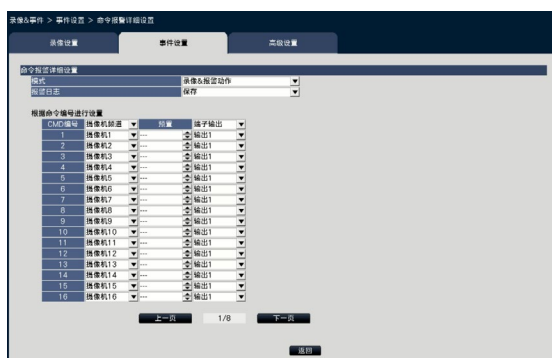 录像&事件 > 事件设置 > 命令报警详细设置
录像设置 事件设置 高级设置
命令报警详细设置
模式 录像&报警动作
报警日志 保存
根据命令编号进行设置
CMD编号 摄像机频道 预置 端子输出
1 摄像机1 --- 输出1
2 摄像机2 --- 输出1
3 摄像机3 --- 输出1
4 摄像机4 --- 输出1
5 摄像机5 --- 输出1
6 摄像机6 --- 输出1
7 摄像机7 --- 输出1
8 摄像机8 --- 输出1
9 摄像机9 --- 输出1
10 摄像机10 --- 输出1
11 摄像机11 --- 输出1
12 摄像机12 --- 输出1
13 摄像机13 --- 输出1
14 摄像机14 --- 输出1
15 摄像机15 --- 输出1
16 摄像机16 --- 输出1
上一页 1/8 下一页
返回